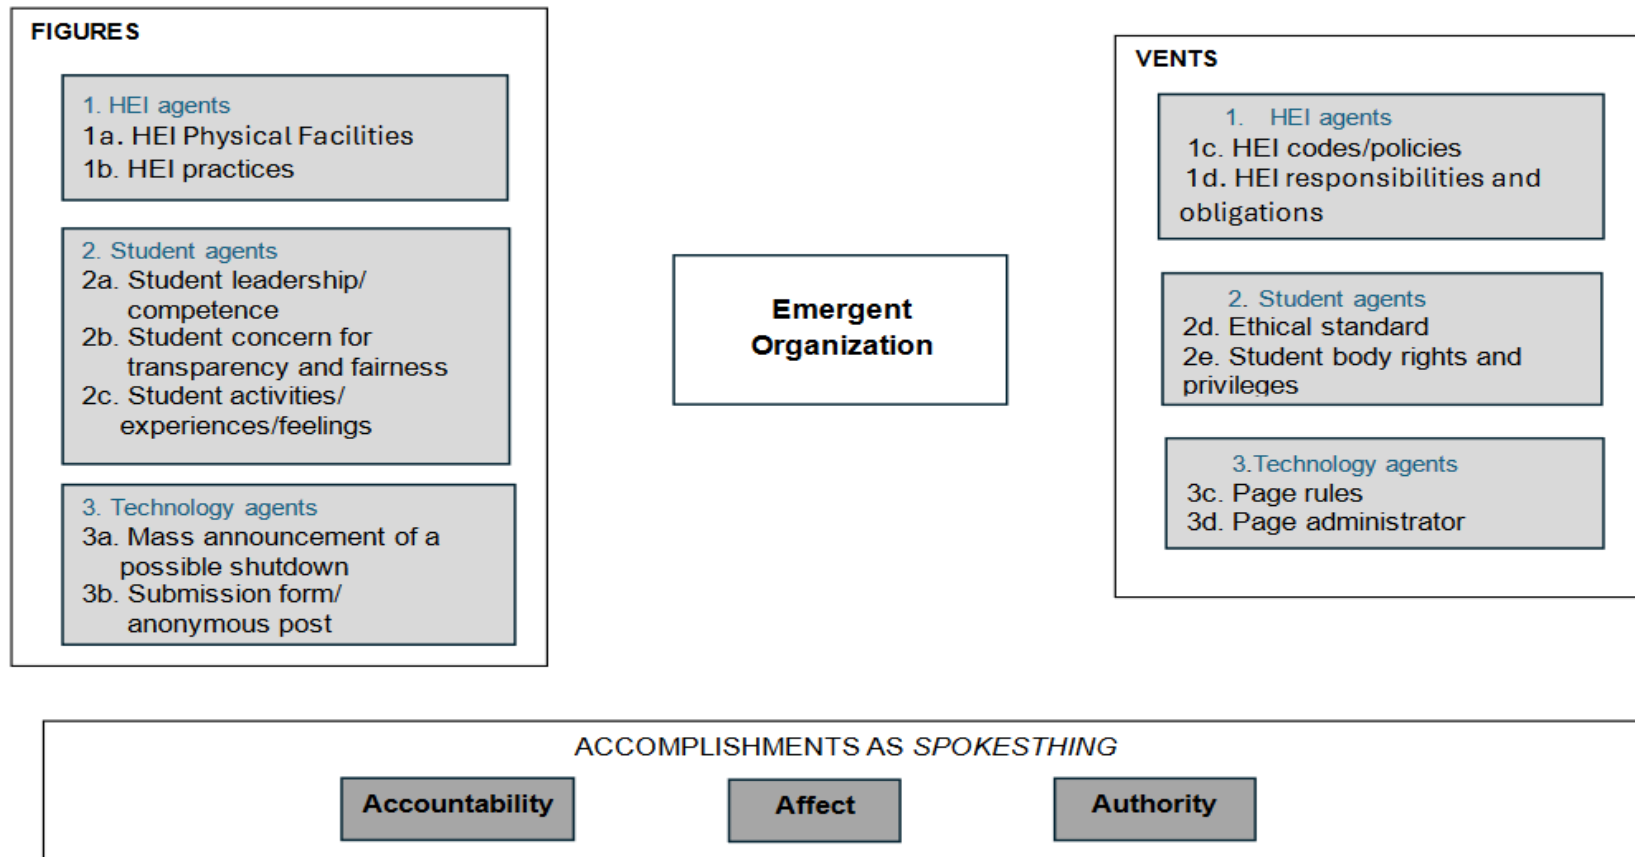 FIGURES
1. HEI agents
1a. HEI Physical Facilities
1b. HEI practices
2. Student agents
2a. Student leadership/
competence
2b. Student concern for
transparency and fairness
2c. Student activities/
experiences/feelings
3. Technology agents
3a. Mass announcement of a
possible shutdown
3b. Submission form/
anonymous post
Emergent
Organization
VENTS
1. HEI agents
1c. HEI codes/policies
1d. HEI responsibilities and
obligations
2. Student agents
2d. Ethical standard
2e. Student body rights and
privileges
3.Technology agents
3c. Page rules
3d. Page administrator
ACCOMPLISHMENTS AS SPOKESTHING
Accountability
Affect
Authority